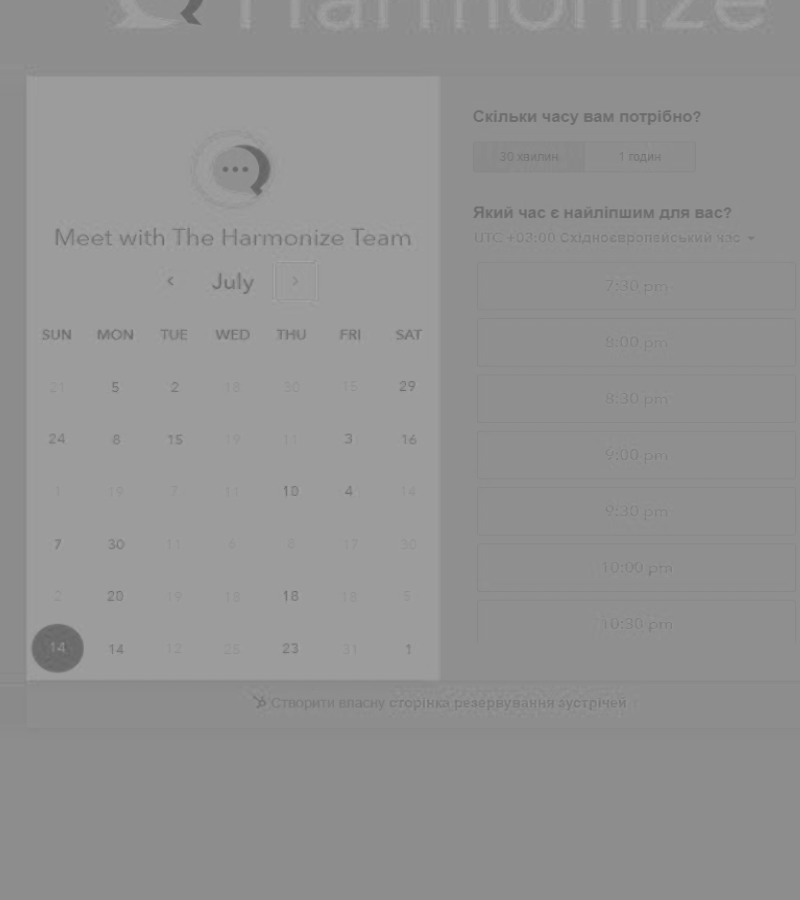 Harmonize
Meet with The Harmonize Team
July
SUN MON TUE WED THU FRI SAT
21 5 2 18 30 15 29
24 8 15 19 11 3 16
1 19 7 11 10 4 14
7 30 11 6 8 17 30
2 20 19 18 18 18 5
14 14 12 25 23 31 1
Скільки часу вам потрібно?
30 хвилин 1 годин
Який час є найліпшим для вас?
UTC +03:00 Східноєвропейський час
7:30 pm
8:00 pm
8:30 pm
9:00 pm
9:30 pm
10:00 pm
10:30 pm
Створити власну сторінка резервування зустрічей